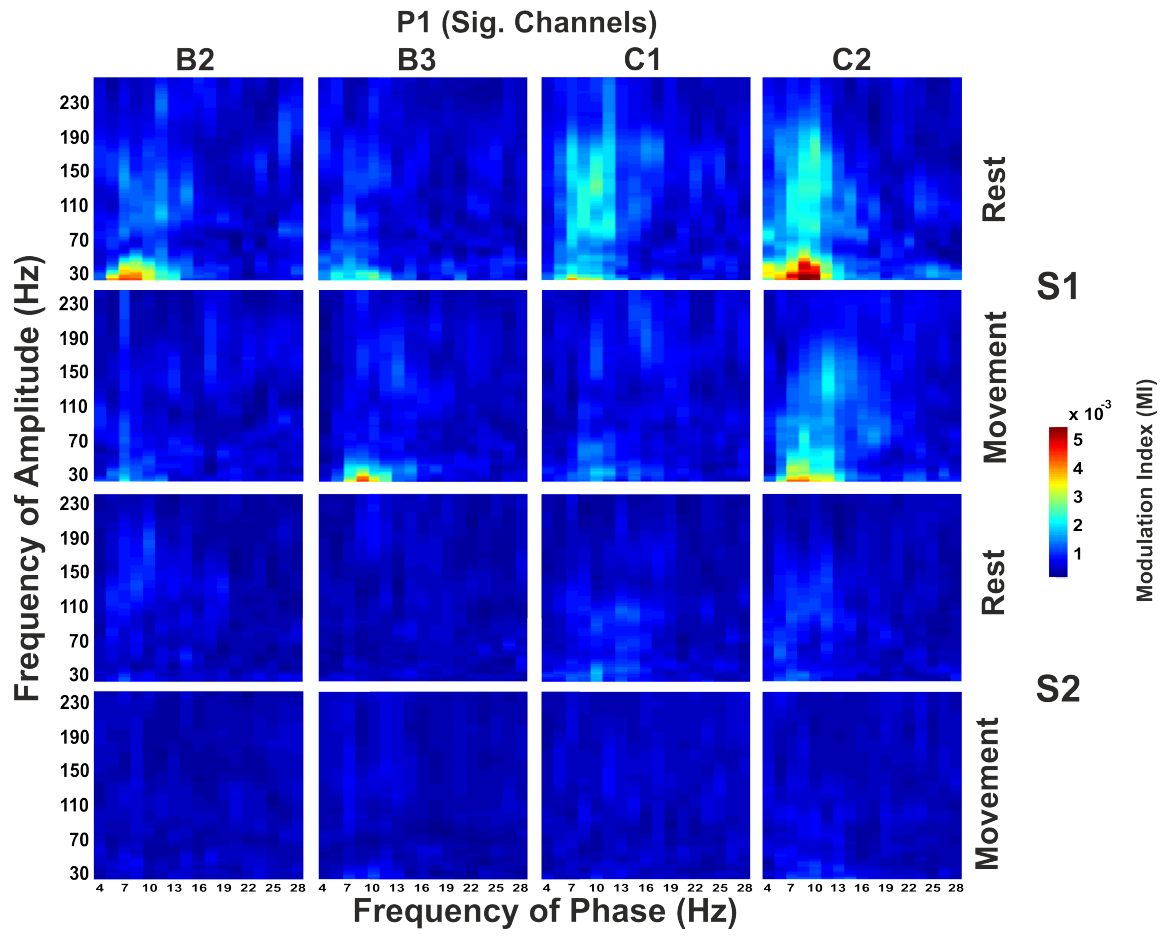 P1 (Sig. Channels)
B2 B3 C1 C2
Frequency of Amplitude (Hz)
230
190
150
110
70
30
Rest
230
190
150
110
70
30
Movement
S1
230
190
150
110
70
30
Rest
230
190
150
110
70
30
Movement
S2
x 10⁻³
5
4
3
2
1
Modulation Index (MI)
4 7 10 13 16 19 22 25 28 4 7 10 13 16 19 22 25 28 4 7 10 13 16 19 22 25 28 4 7 10 13 16 19 22 25 28
Frequency of Phase (Hz)